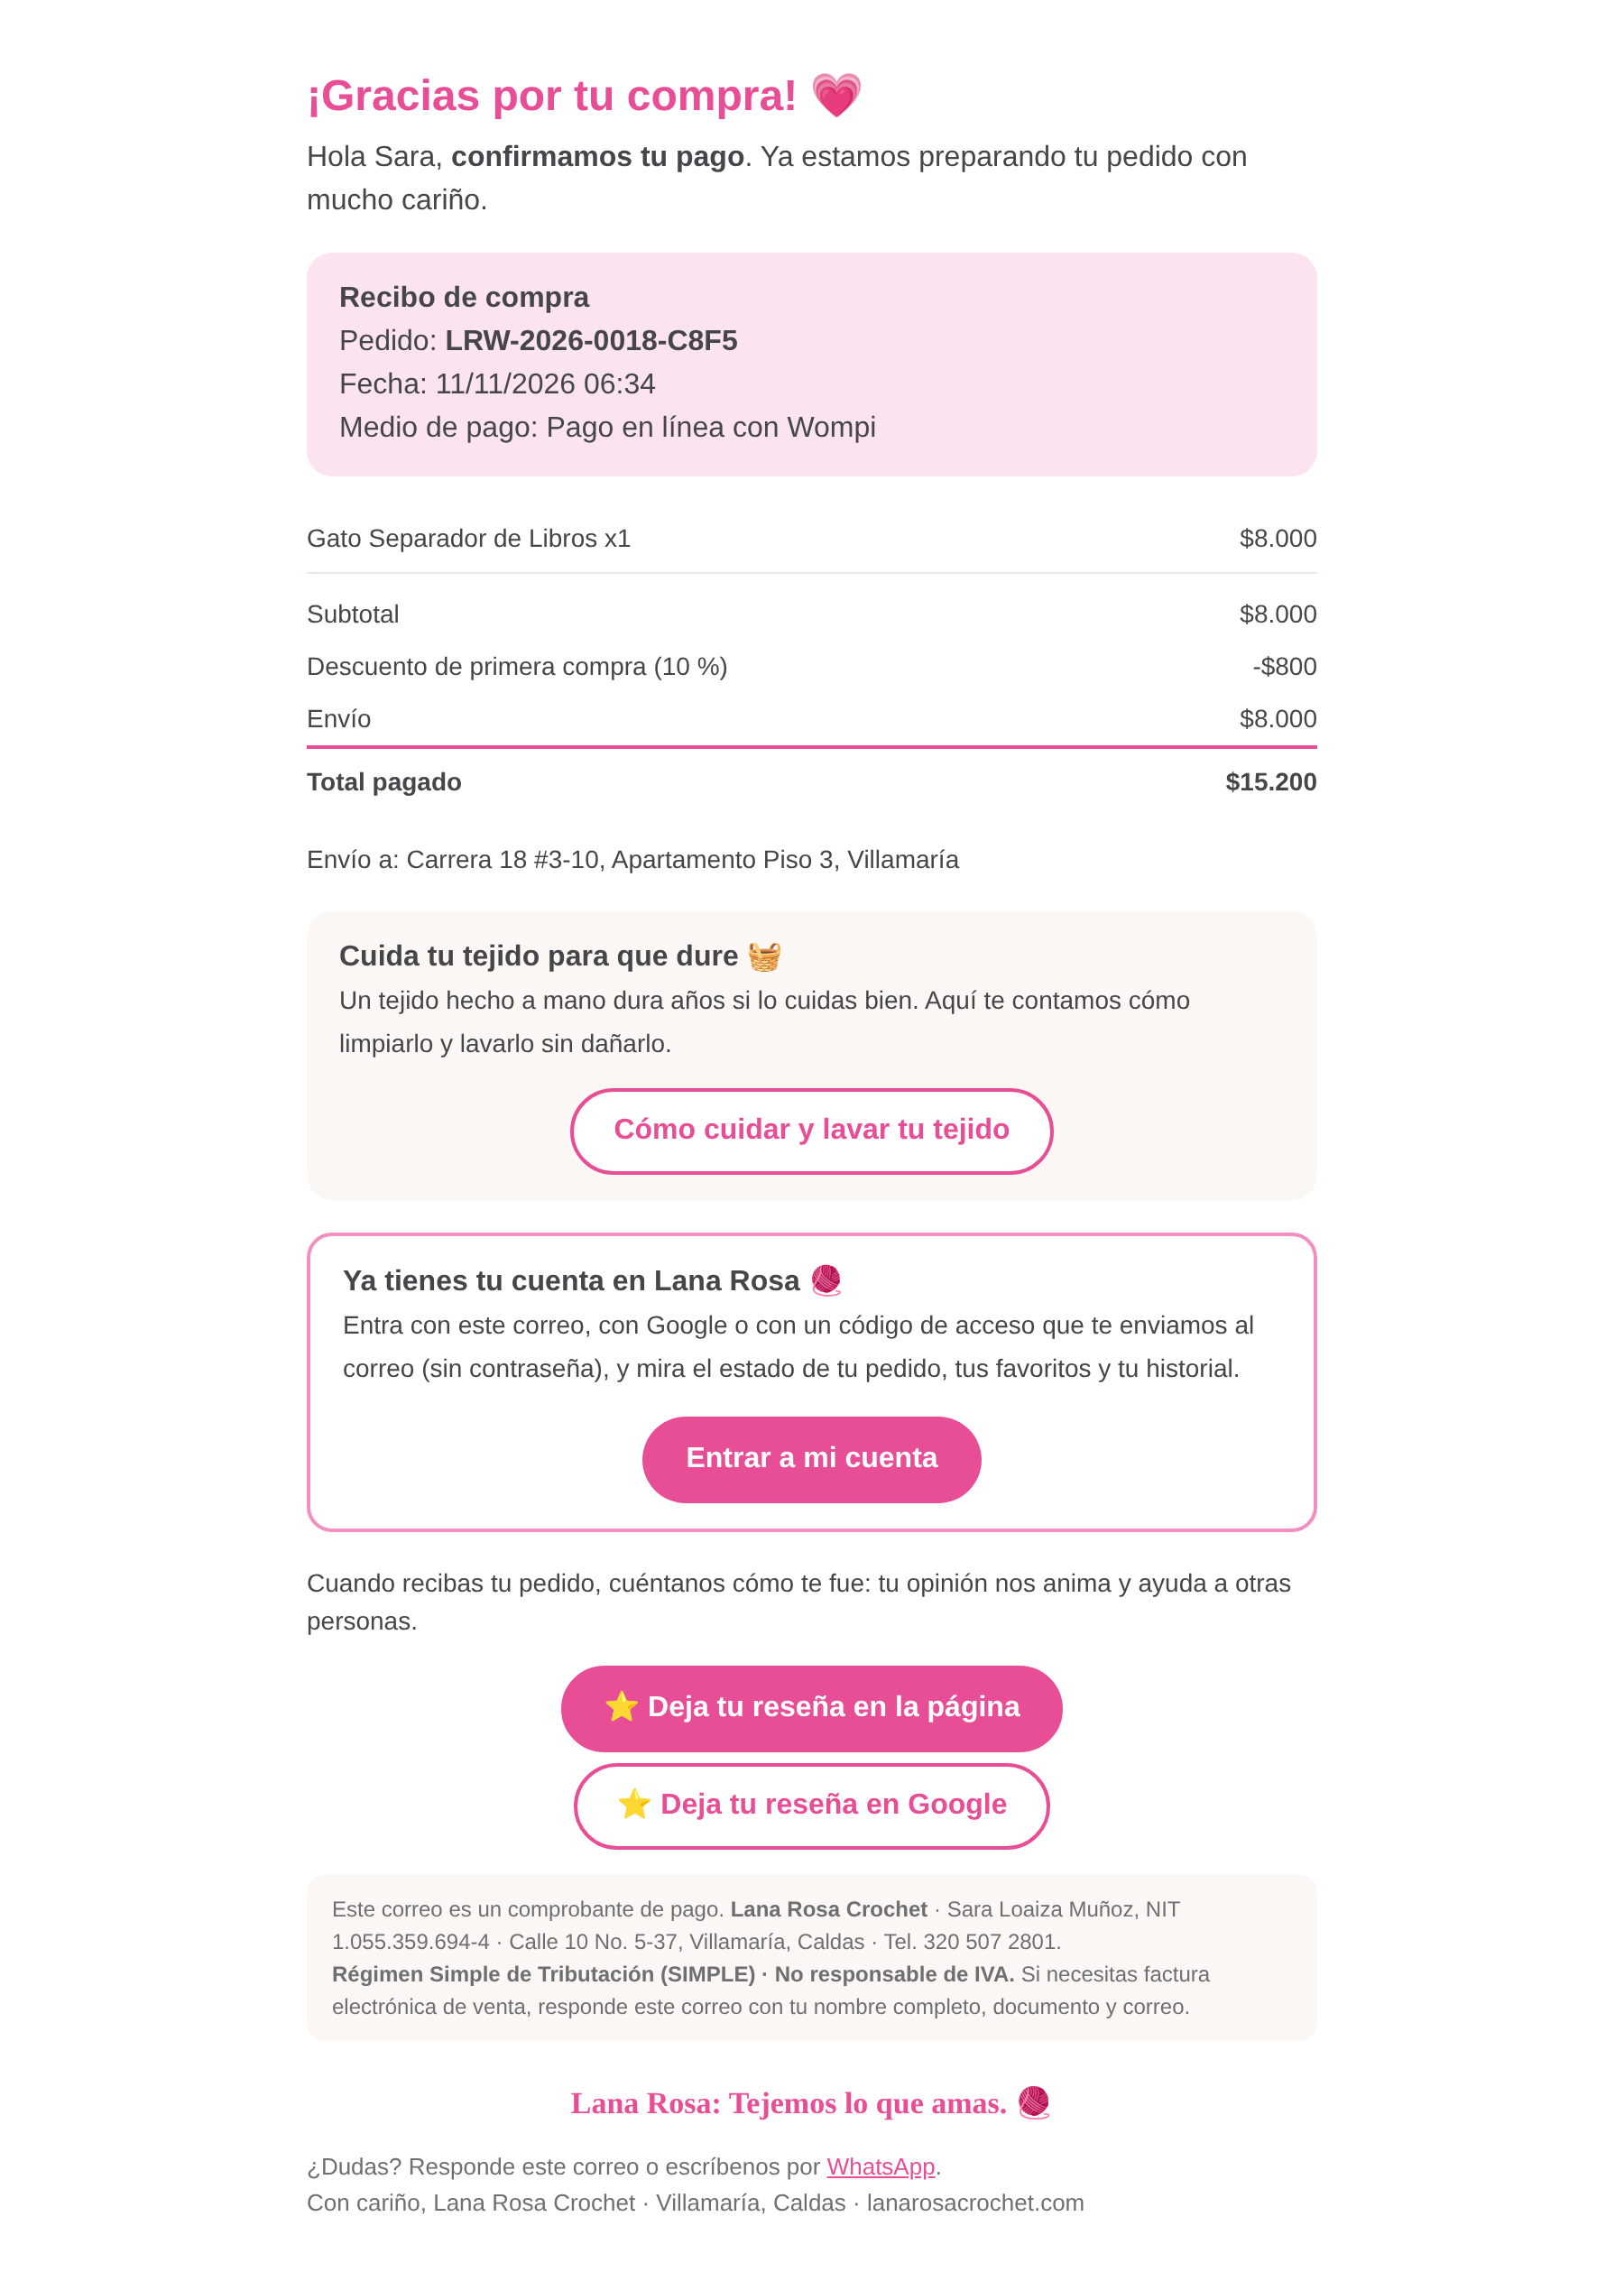 ¡Gracias por tu compra! 💗
Hola Sara, confirmamos tu pago. Ya estamos preparando tu pedido con
mucho cariño.
Recibo de compra
Pedido: LRW-2026-0018-C8F5
Fecha: 11/11/2026 06:34
Medio de pago: Pago en línea con Wompi
Gato Separador de Libros x1 $8.000
Subtotal $8.000
Descuento de primera compra (10 %) -$800
Envío $8.000
Total pagado $15.200
Envío a: Carrera 18 #3-10, Apartamento Piso 3, Villamaría
Cuida tu tejido para que dure 🧺
Un tejido hecho a mano dura años si lo cuidas bien. Aquí te contamos cómo
limpiarlo y lavarlo sin dañarlo.
Cómo cuidar y lavar tu tejido
Ya tienes tu cuenta en Lana Rosa 🧶
Entra con este correo, con Google o con un código de acceso que te enviamos al
correo (sin contraseña), y mira el estado de tu pedido, tus favoritos y tu historial.
Entrar a mi cuenta
Cuando recibas tu pedido, cuéntanos cómo te fue: tu opinión nos anima y ayuda a otras
personas.
⭐ Deja tu reseña en la página
⭐ Deja tu reseña en Google
Este correo es un comprobante de pago. Lana Rosa Crochet · Sara Loaiza Muñoz, NIT
1.055.359.694-4 · Calle 10 No. 5-37, Villamaría, Caldas · Tel. 320 507 2801.
Régimen Simple de Tributación (SIMPLE) · No responsable de IVA. Si necesitas factura
electrónica de venta, responde este correo con tu nombre completo, documento y correo.
Lana Rosa: Tejemos lo que amas. 🧶
¿Dudas? Responde este correo o escríbenos por WhatsApp.
Con cariño, Lana Rosa Crochet · Villamaría, Caldas · lanarosacrochet.com